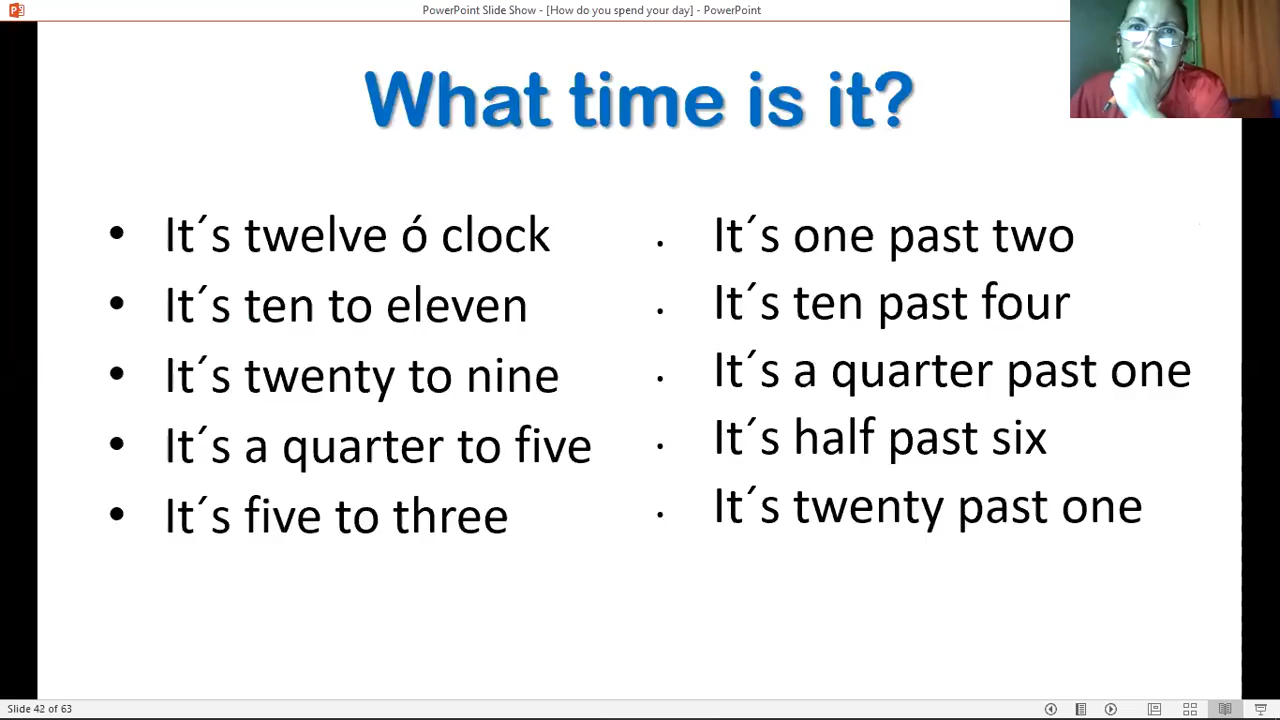 PowerPoint Slide Show - [How do you spend your day] - PowerPoint
What time is it?
• It´s twelve ó clock
• It´s ten to eleven
• It´s twenty to nine
• It´s a quarter to five
• It´s five to three
• It´s one past two
• It´s ten past four
• It´s a quarter past one
• It´s half past six
• It´s twenty past one
Slide 42 of 63